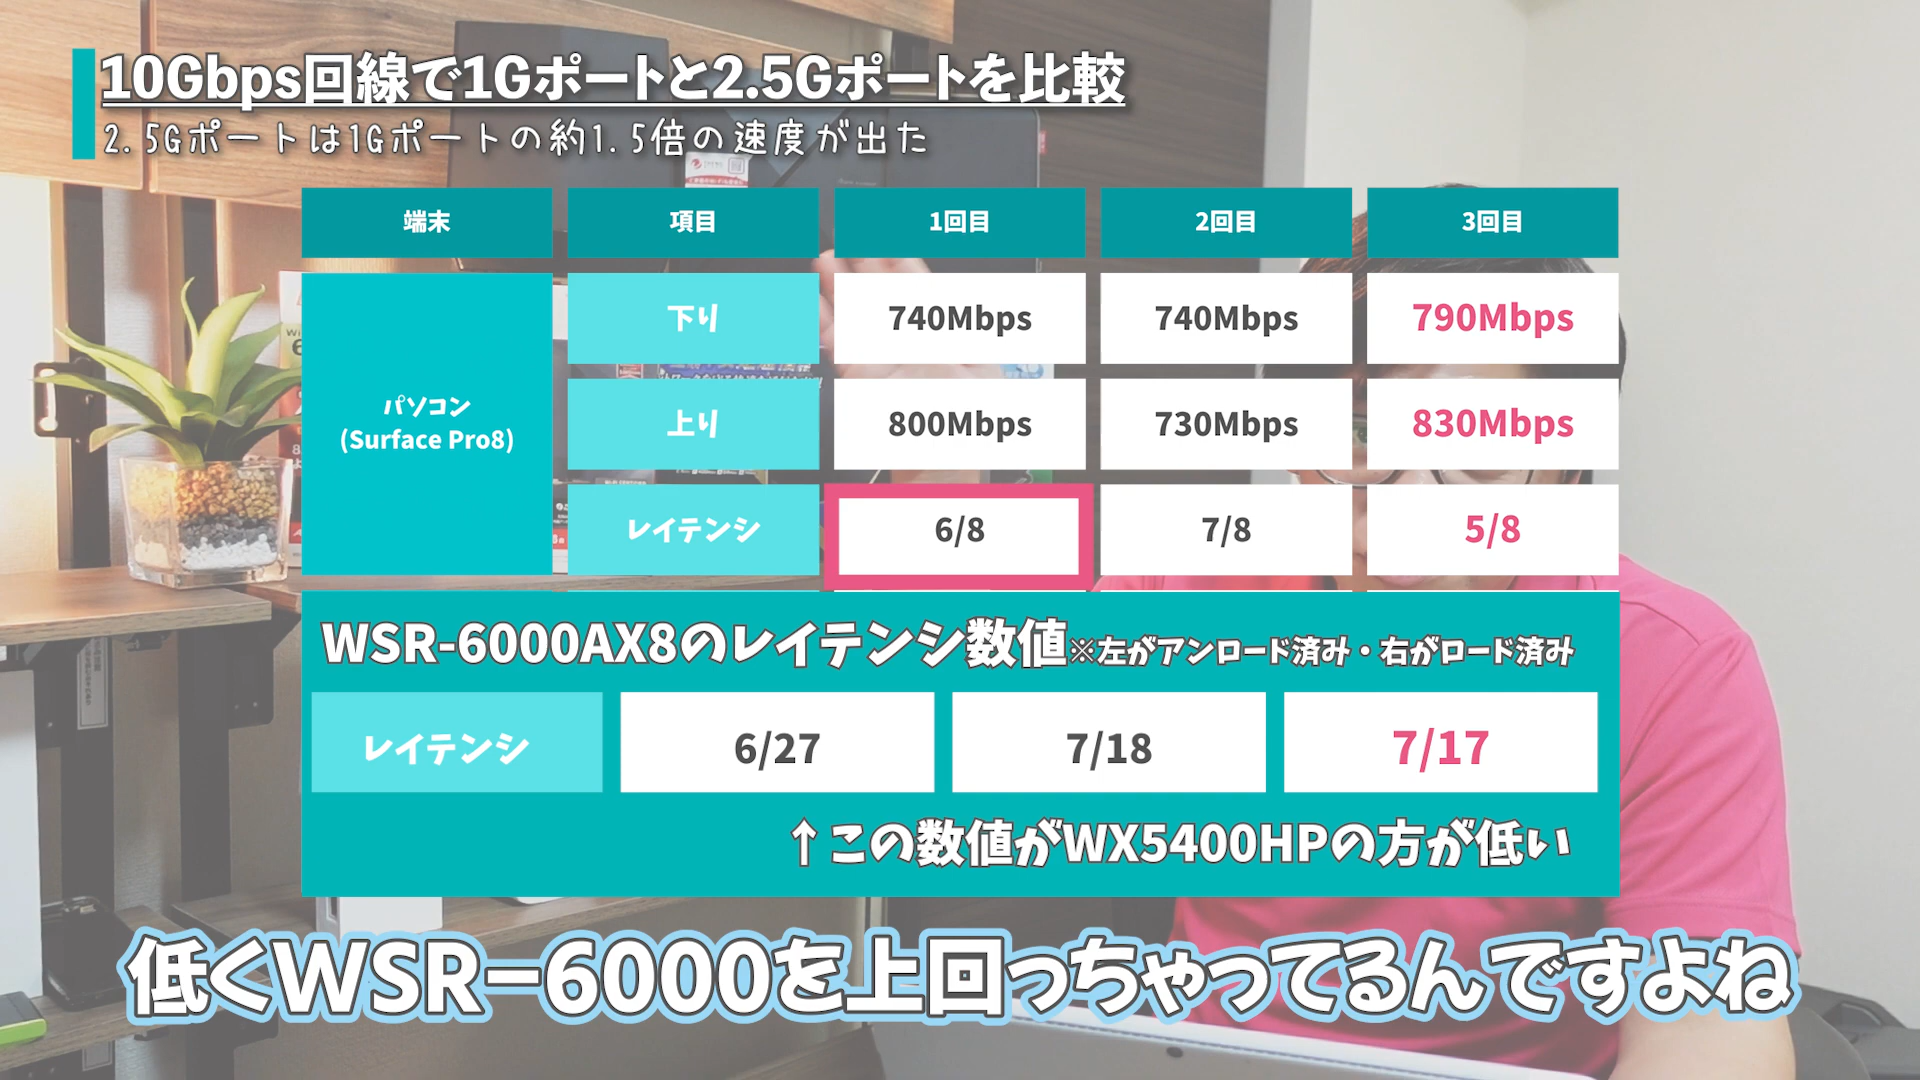 10Gbps回線で1Gポートと2.5Gポートを比較
2.5Gポートは1Gポートの約1.5倍の速度が出た
端末 項目 1回目 2回目 3回目
下り 740Mbps 740Mbps 790Mbps
パソコン
(Surface Pro8)
上り 800Mbps 730Mbps 830Mbps
レイテンシ 6/8 7/8 5/8
WSR-6000AX8のレイテンシ数値※左がアンロード済み・右がロード済み
レイテンシ 6/27 7/18 7/17
↑この数値がWX5400HPの方が低い
低くWSR-6000を上回っちゃってるんですよね